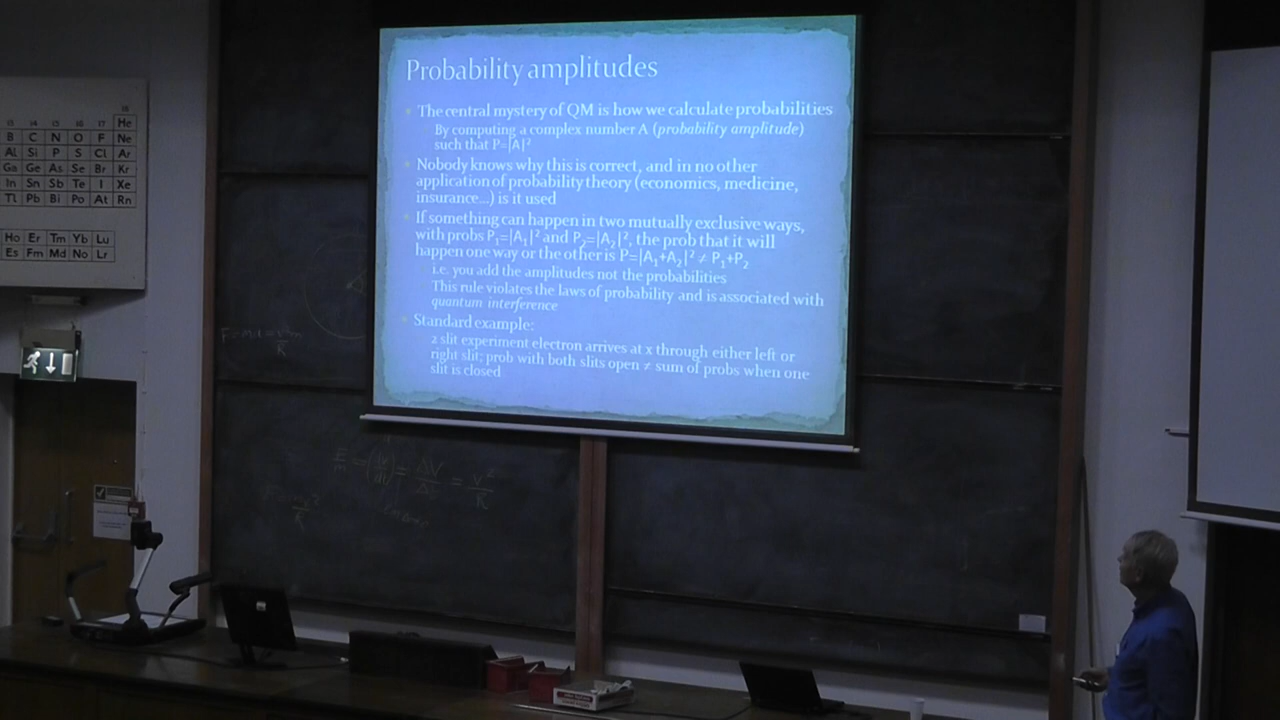 Probability amplitudes
The central mystery of QM is how we calculate probabilities
By computing a complex number A (probability amplitude)
such that P=|A|²
Nobody knows why this is correct, and in no other
application of probability theory (economics, medicine,
insurance...) is it used
If something can happen in two mutually exclusive ways,
with probs P₁=|A₁|² and P₂=|A₂|², the prob that it will
happen one way or the other is P=|A₁+A₂|² ≠ P₁+P₂
i.e. you add the amplitudes not the probabilities
This rule violates the laws of probability and is associated with
quantum interference
Standard example:
2 slit experiment electron arrives at x through either left or
right slit; prob with both slits open ≠ sum of probs when one
slit is closed
18
13 14 15 16 17 He
B C N O F Ne
Al Si P S Cl Ar
Ga Ge As Se Br Kr
In Sn Sb Te I Xe
Tl Pb Bi Po At Rn
Ho Er Tm Yb Lu
Es Fm Md No Lr